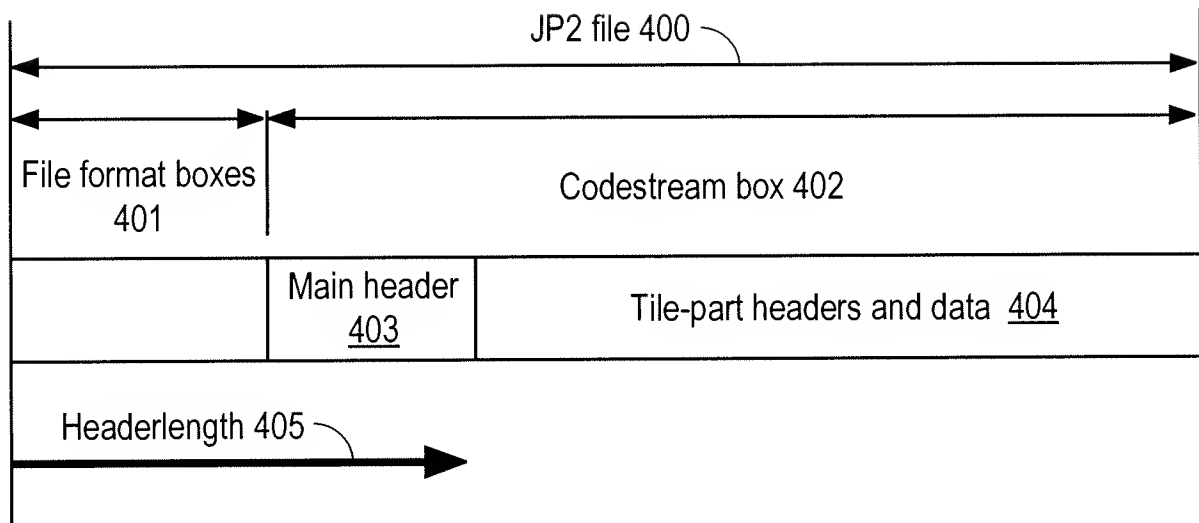 JP2 file 400
File format boxes
401
Codestream box 402
Main header
403
Tile-part headers and data 404
Headerlength 405